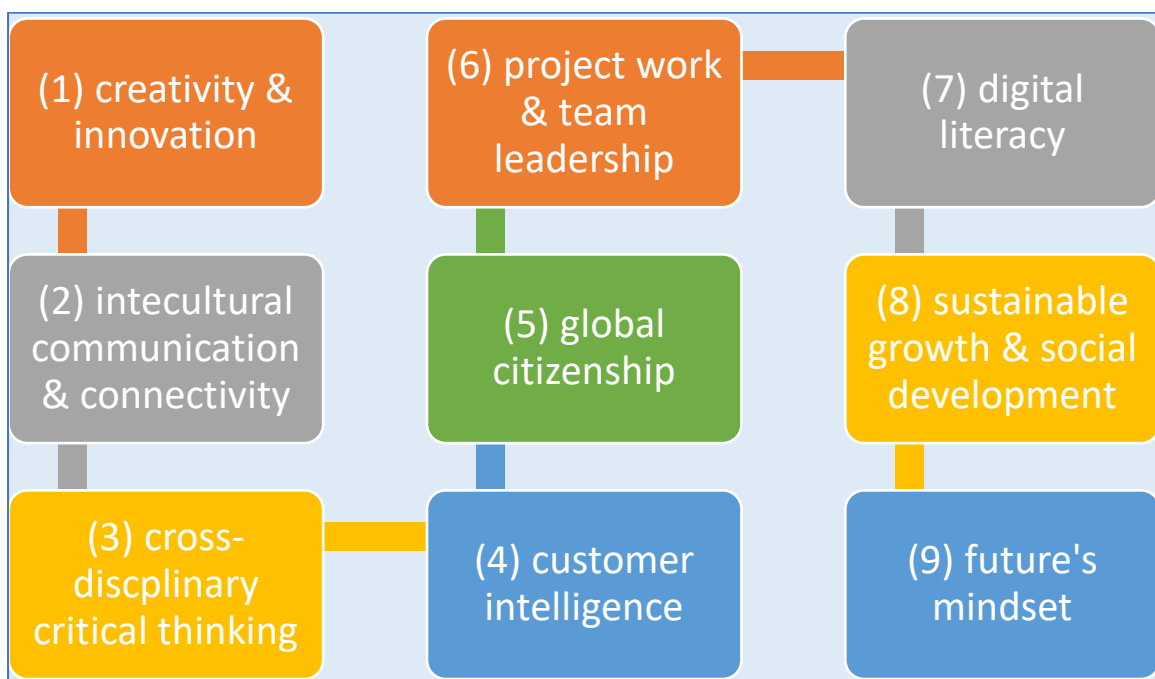 (1) creativity &
innovation
(2) intecultural
communication
& connectivity
(3) cross-
discplinary
critical thinking
(4) customer
intelligence
(5) global
citizenship
(6) project work
& team
leadership
(7) digital
literacy
(8) sustainable
growth & social
development
(9) future's
mindset